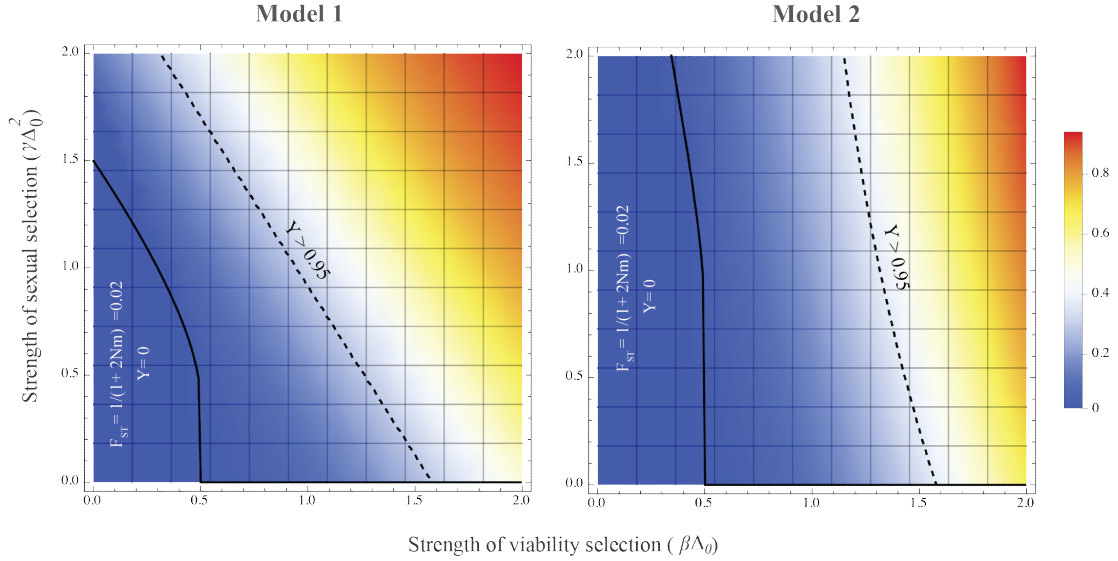 Model 1
Model 2
Strength of sexual selection ( γΔ₀² )
2.0
1.5
1.0
0.5
0.0
0.0
0.5
1.0
1.5
2.0
F_ST = 1/(1+ 2Nm) =0.02
Y= 0
Y > 0.95
2.0
1.5
1.0
0.5
0.0
0.0
0.5
1.0
1.5
2.0
F_ST = 1/(1+ 2Nm) =0.02
Y= 0
Y > 0.95
0.8
0.6
0.4
0.2
0
Strength of viability selection ( βΔ₀)